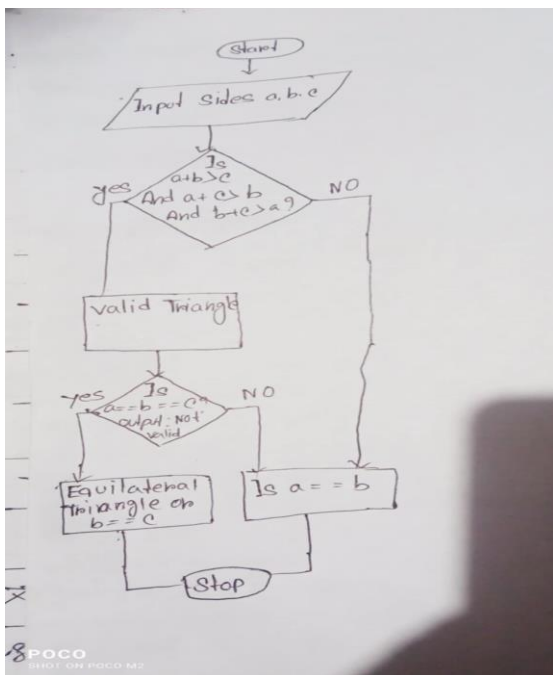 Start
Input Sides a, b, c
Is
a+b>c
And a+c>b
And b+c>a?
yes
NO
Valid Triangle
yes
Is
a==b==c?
output: Not
valid
NO
Equilateral
Triangle or
b==c
Is a==b
Stop
POCO
SHOT ON POCO M2